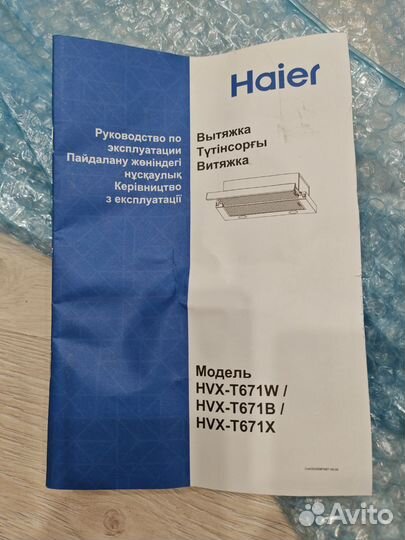 Haier
Руководство по
эксплуатации
Пайдалану жөніндегі
нұсқаулық
Керівництво
з експлуатації
Вытяжка
Түтінсорғы
Витяжка
Модель
HVX-T671W /
HVX-T671B /
HVX-T671X
Avito